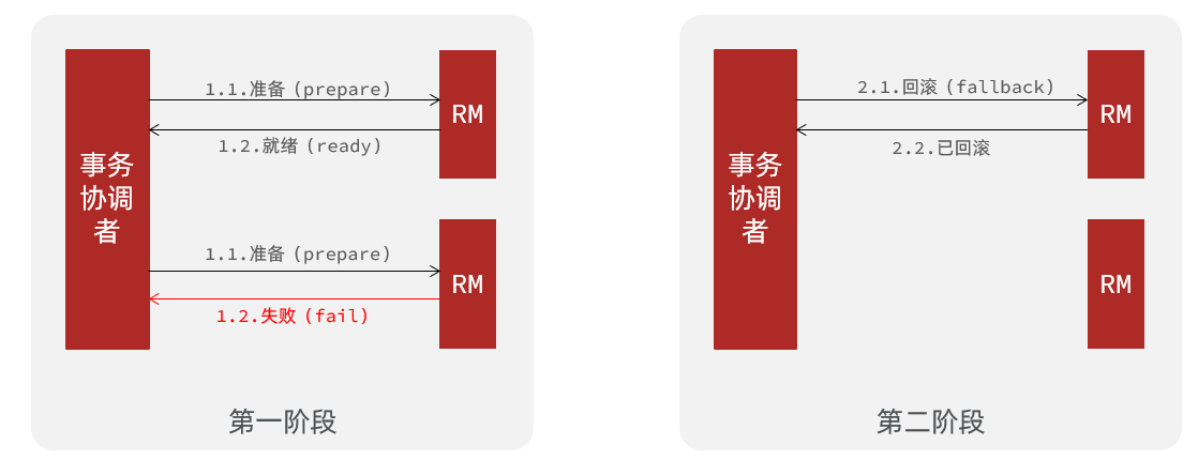 事务
协调
者
1.1.准备（prepare）
RM
1.2.就绪（ready）
1.1.准备（prepare）
RM
1.2.失败（fail）
第一阶段
事务
协调
者
2.1.回滚（fallback）
RM
2.2.已回滚
RM
第二阶段